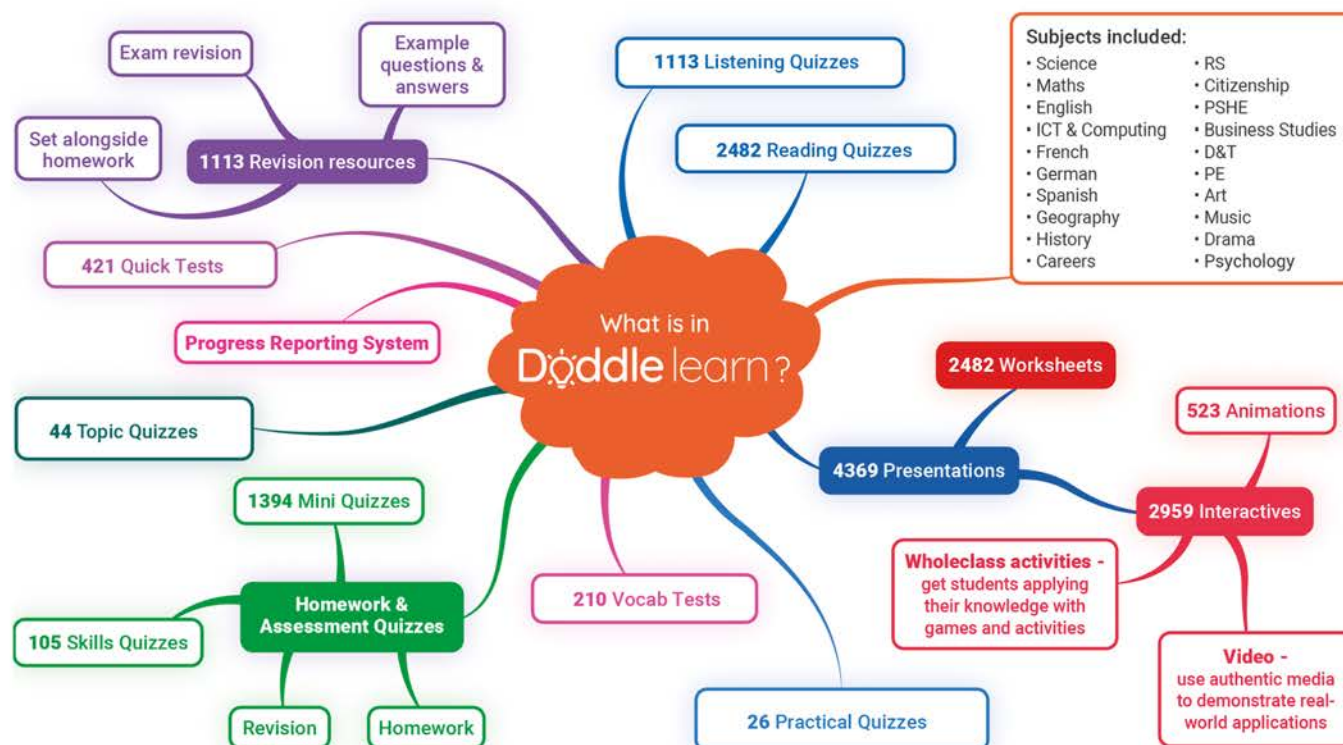 What is in
Doddle learn?
Exam revision
Example
questions &
answers
Set alongside
homework
1113 Revision resources
421 Quick Tests
Progress Reporting System
44 Topic Quizzes
1394 Mini Quizzes
Homework &
Assessment Quizzes
105 Skills Quizzes
Revision
Homework
1113 Listening Quizzes
2482 Reading Quizzes
Subjects included:
• Science
• Maths
• English
• ICT & Computing
• French
• German
• Spanish
• Geography
• History
• Careers
• RS
• Citizenship
• PSHE
• Business Studies
• D&T
• PE
• Art
• Music
• Drama
• Psychology
2482 Worksheets
4369 Presentations
523 Animations
2959 Interactives
Wholeclass activities -
get students applying
their knowledge with
games and activities
Video -
use authentic media
to demonstrate real-
world applications
210 Vocab Tests
26 Practical Quizzes